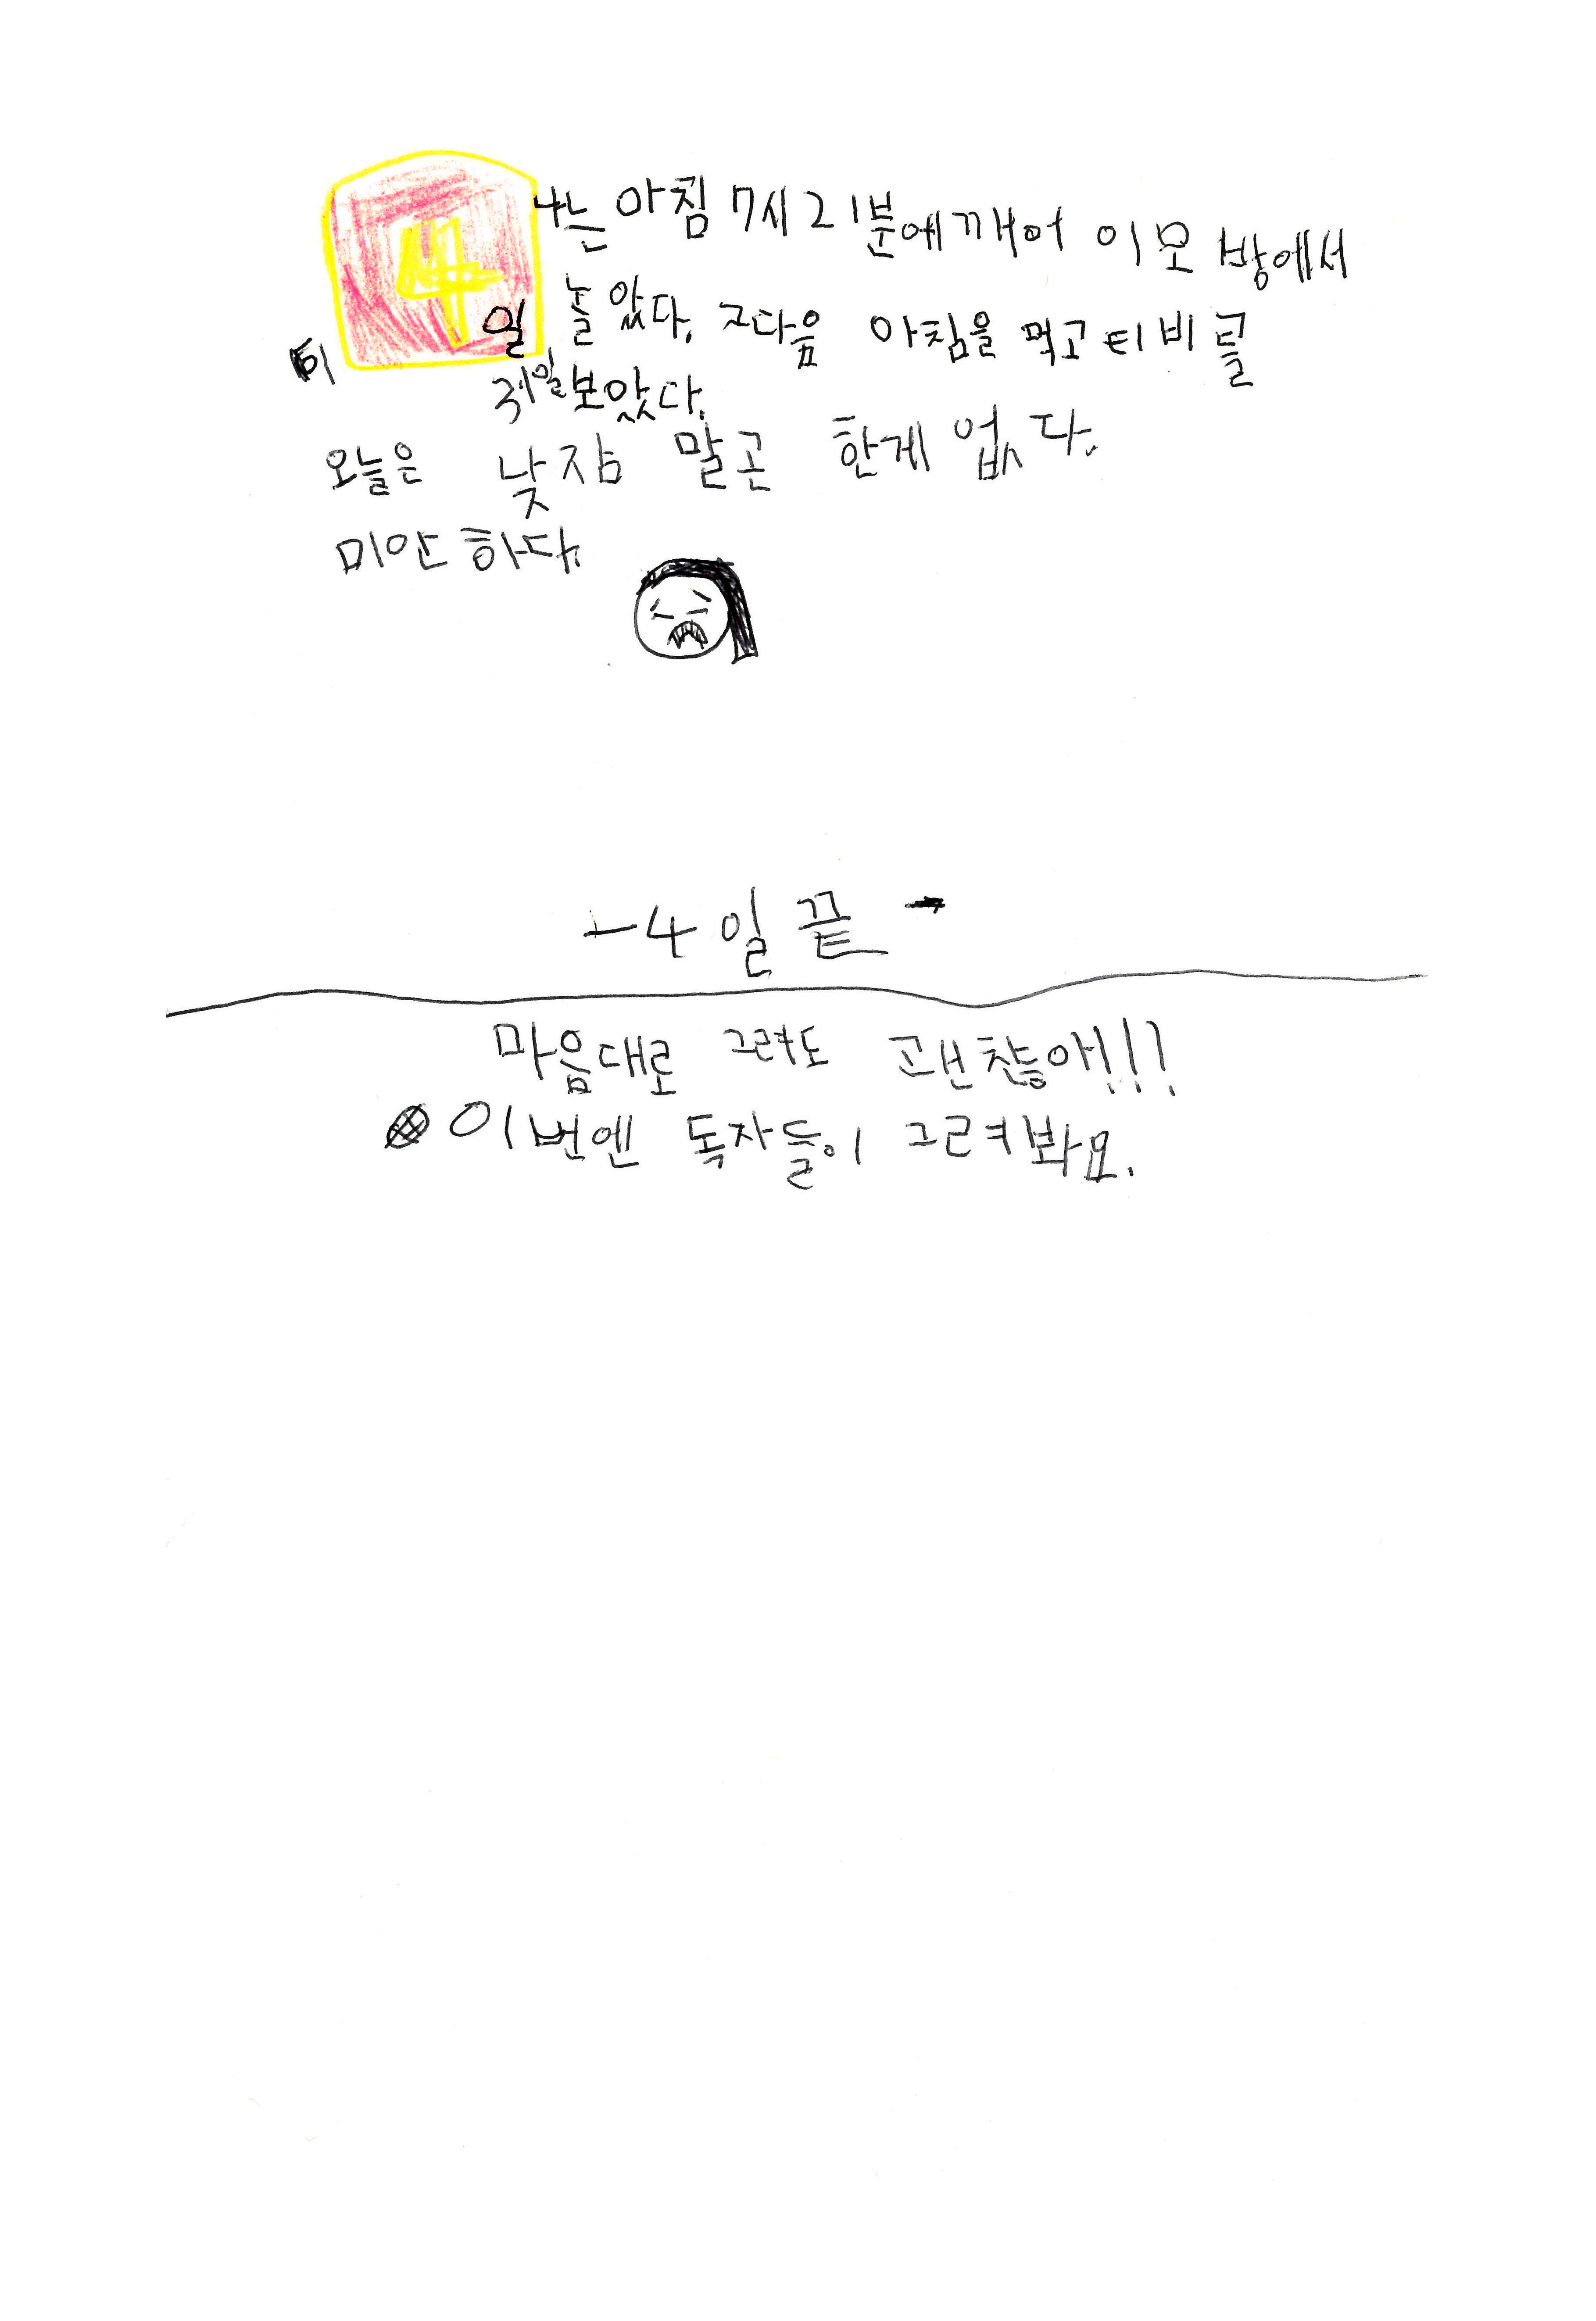 4
일
나는 아침 7시 21분에 깨어 이모 방에서
놀았다. 그다음 아침을 먹고 티비를
보았다.
오늘은 낮잠 말곤 한게 없다.
미안하다.
-4일 끝-
마음대로 그려도 괜찮아!!!
이번엔 독자들이 그려봐요.